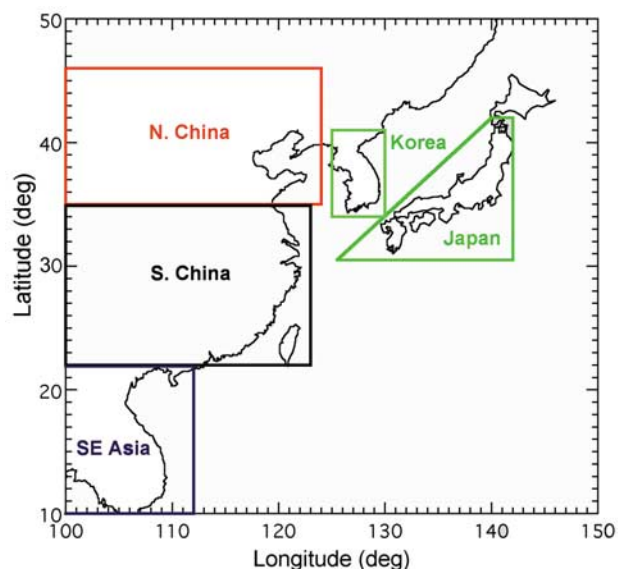 50
40
30
20
10
Latitude (deg)
N. China
Korea
Japan
S. China
SE Asia
100 110 120 130 140 150
Longitude (deg)